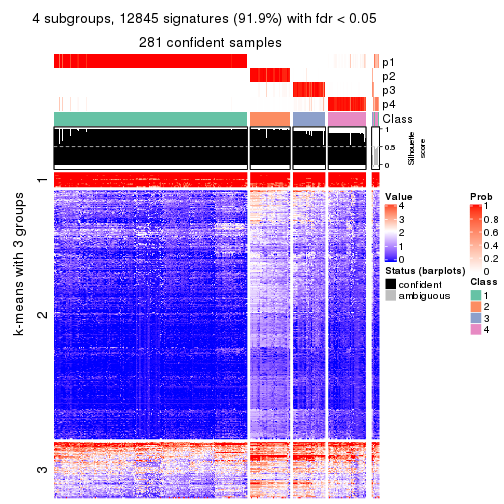 4 subgroups, 12845 signatures (91.9%) with fdr < 0.05
281 confident samples
p1
p2
p3
p4
Class
1
0.5
0
Silhouette
score
k-means with 3 groups
1
2
3
Value
4
3
2
1
0
Status (barplots)
confident
ambiguous
Prob
1
0.8
0.6
0.4
0.2
0
Class
1
2
3
4